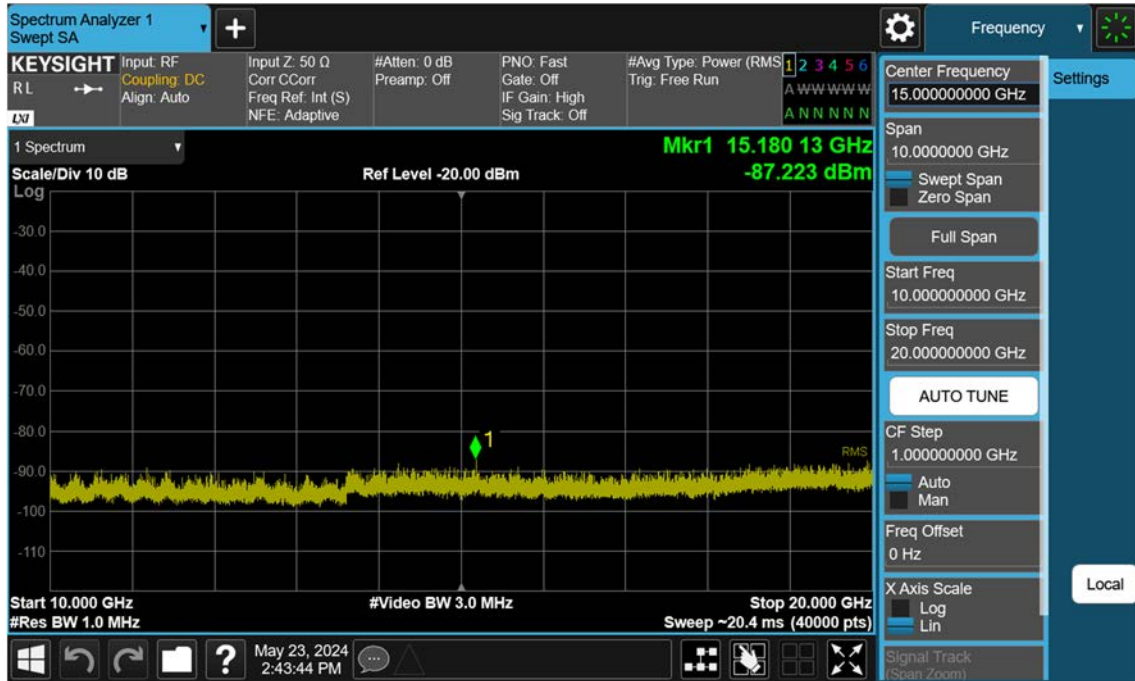 Spectrum Analyzer 1
Swept SA
Frequency
KEYSIGHT
R L
LXI
Input: RF
Coupling: DC
Align: Auto
Input Z: 50 Ω
Corr CCorr
Freq Ref: Int (S)
NFE: Adaptive
#Atten: 0 dB
Preamp: Off
PNO: Fast
Gate: Off
IF Gain: High
Sig Track: Off
#Avg Type: Power (RMS
Trig: Free Run
1 2 3 4 5 6
A W W W W W
A N N N N N
1 Spectrum
Mkr1 15.180 13 GHz
-87.223 dBm
Scale/Div 10 dB
Ref Level -20.00 dBm
Log
-30.0
-40.0
-50.0
-60.0
-70.0
-80.0
-90.0
-100
-110
1
RMS
Start 10.000 GHz
#Video BW 3.0 MHz
Stop 20.000 GHz
#Res BW 1.0 MHz
Sweep ~20.4 ms (40000 pts)
Center Frequency
15.000000000 GHz
Settings
Span
10.0000000 GHz
Swept Span
Zero Span
Full Span
Start Freq
10.000000000 GHz
Stop Freq
20.000000000 GHz
AUTO TUNE
CF Step
1.000000000 GHz
Auto
Man
Freq Offset
0 Hz
X Axis Scale
Log
Lin
Local
Signal Track
(Span Zoom)
?
May 23, 2024
2:43:44 PM